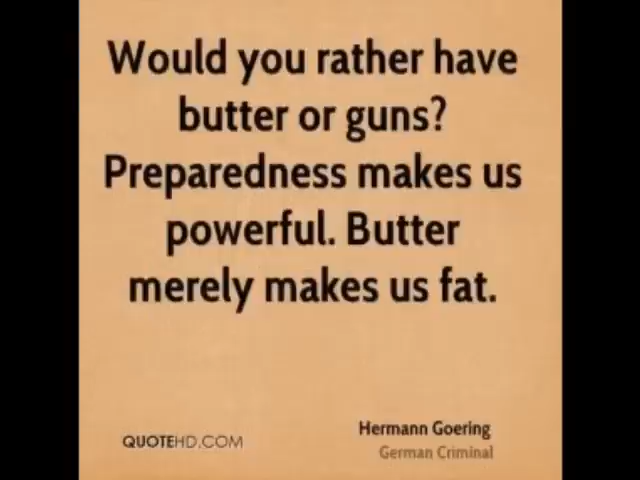 Would you rather have
butter or guns?
Preparedness makes us
powerful. Butter
merely makes us fat.
Hermann Goering
QUOTEHD.COM
German Criminal